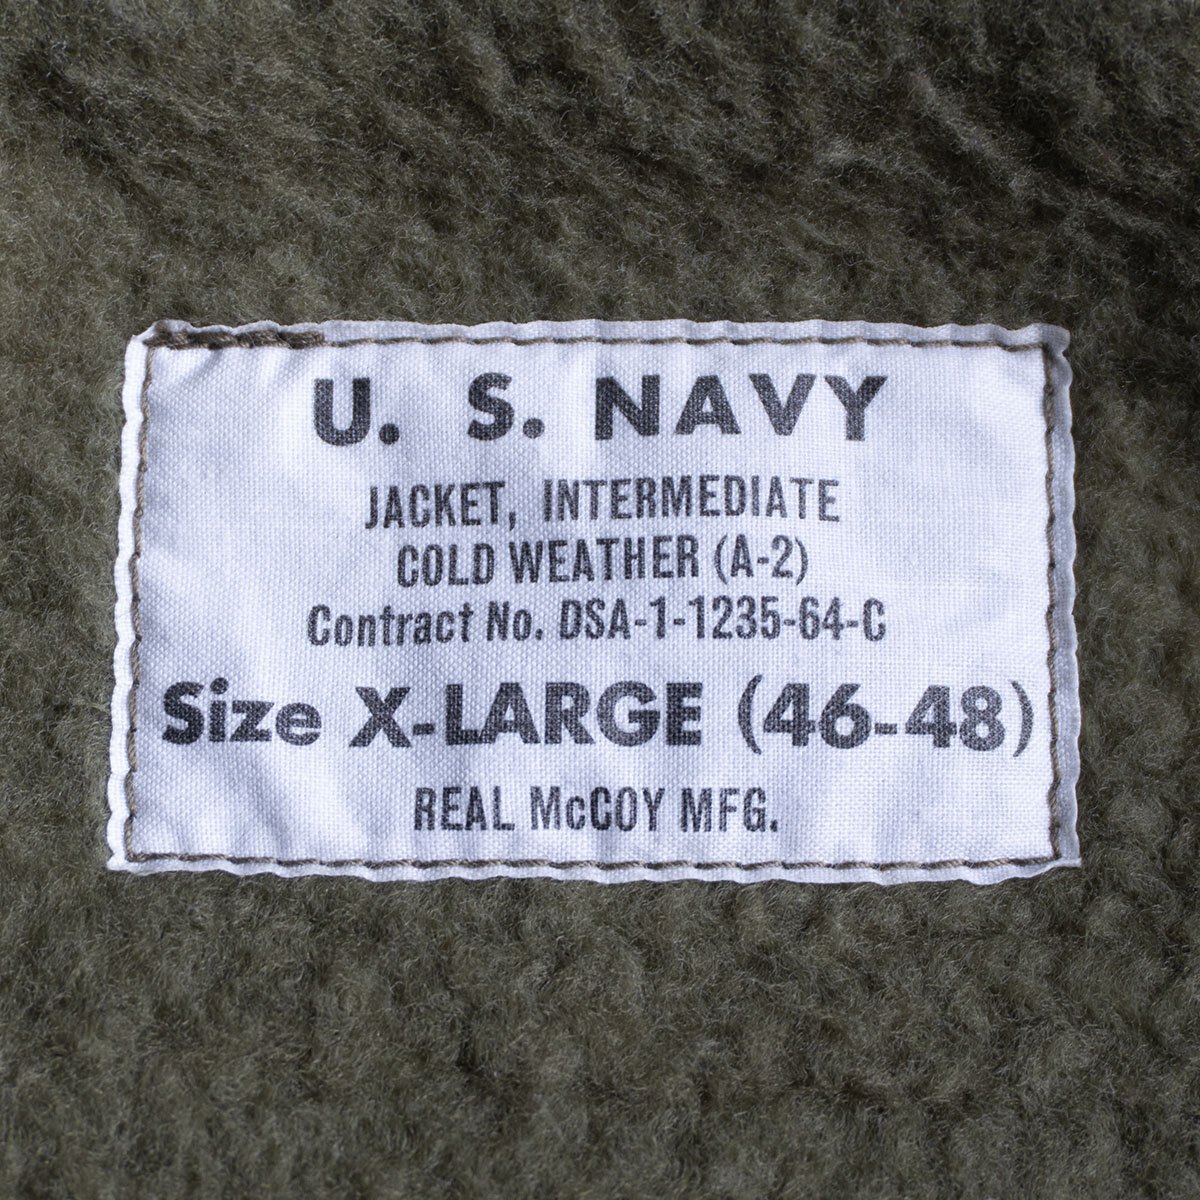 U. S. NAVY
JACKET, INTERMEDIATE
COLD WEATHER (A-2)
Contract No. DSA-1-1235-64-C
Size X-LARGE (46-48)
REAL McCOY MFG.